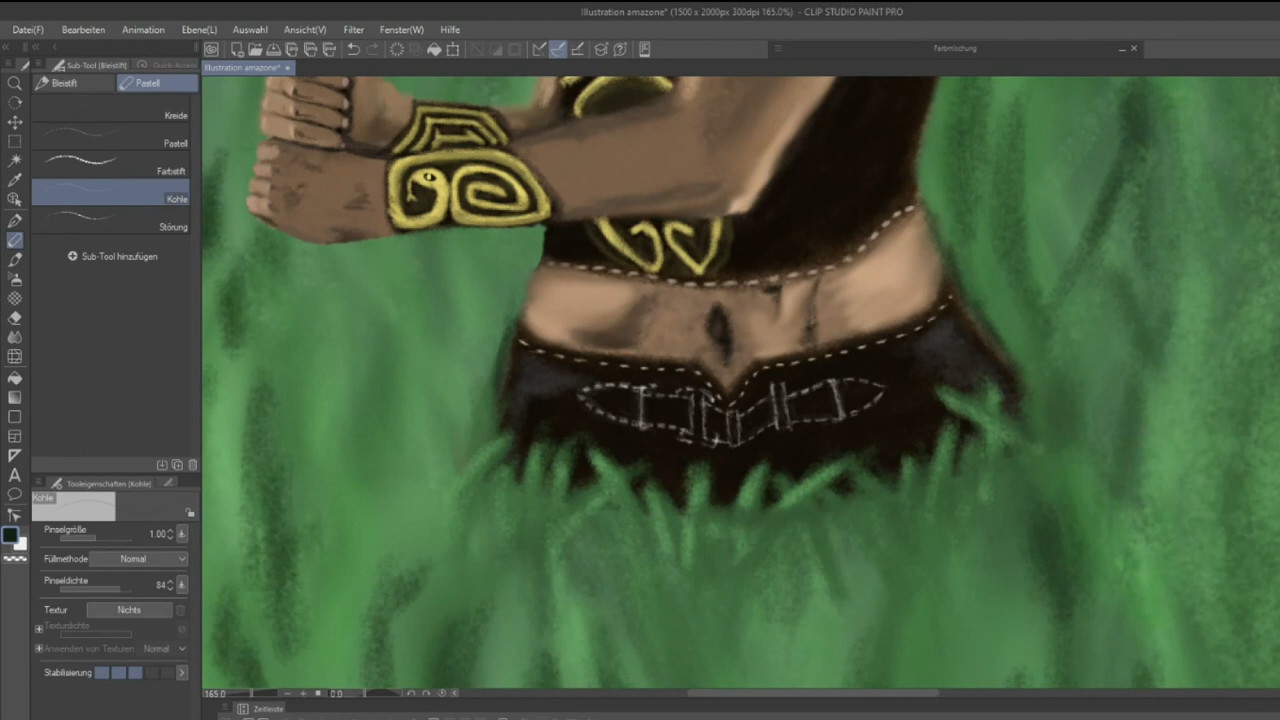 Illustration amazone* (1500 x 2000px 300dpi 165.0%) - CLIP STUDIO PAINT PRO
Datei(F) Bearbeiten Animation Ebene(L) Auswahl Ansicht(V) Filter Fenster(W) Hilfe
Farbmischung
Sub-Tool [Bleistift] Quick-Access
Illustration amazone*
Bleistift Pastell
Kreide
Pastell
Farbstift
Kohle
Störung
Sub-Tool hinzufügen
Tooleigenschaften [Kohle]
Kohle
Pinselgröße 1.00
Füllmethode Normal
Pinseldichte 84
Textur Nichts
Texturdichte
Anwenden von Texturen Normal
Stabilisierung
165.0 0.0
Zeitleiste